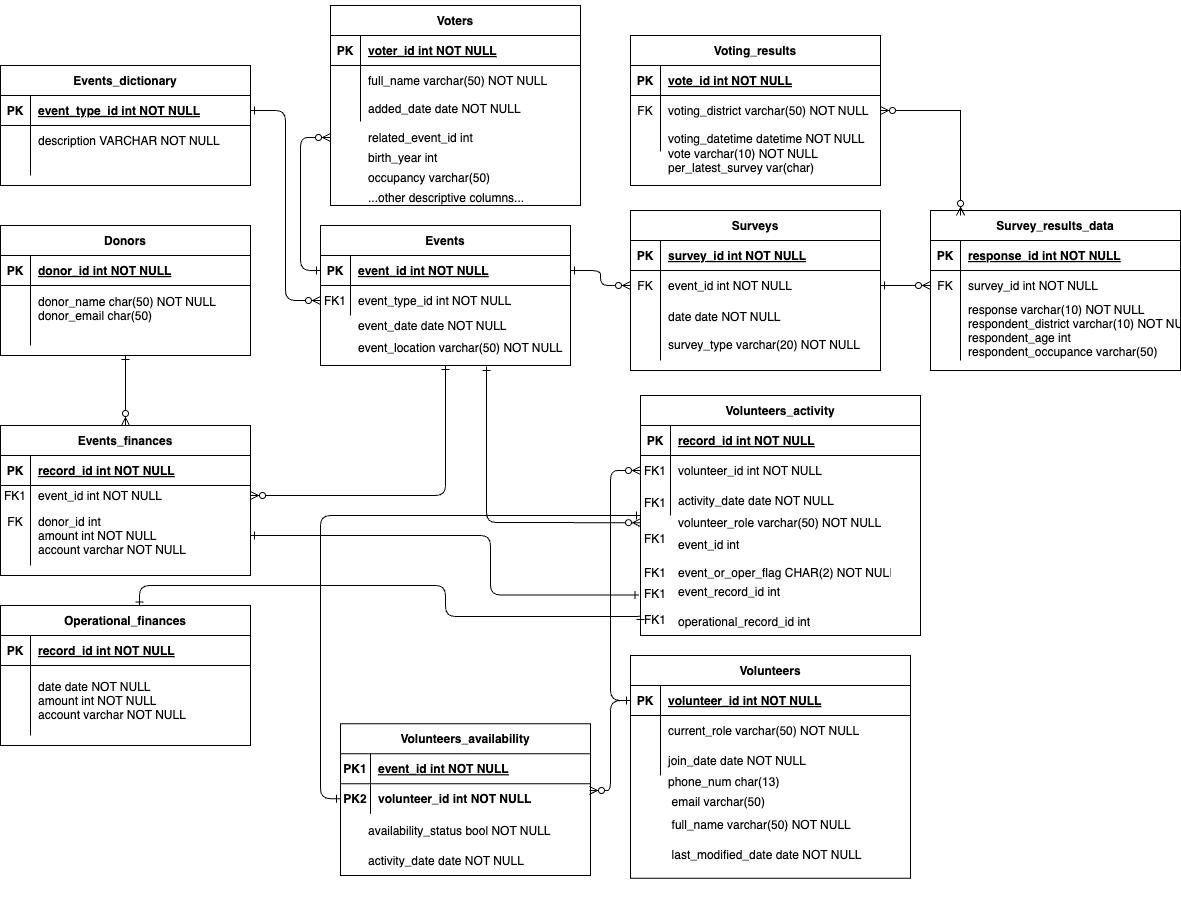 Voters
PK voter_id int NOT NULL
full_name varchar(50) NOT NULL
added_date date NOT NULL
related_event_id int
birth_year int
occupancy varchar(50)
...other descriptive columns...
Voting_results
PK vote_id int NOT NULL
FK voting_district varchar(50) NOT NULL
voting_datetime datetime NOT NULL
vote varchar(10) NOT NULL
per_latest_survey var(char)
Events_dictionary
PK event_type_id int NOT NULL
description VARCHAR NOT NULL
Donors
PK donor_id int NOT NULL
donor_name char(50) NOT NULL
donor_email char(50)
Events
PK event_id int NOT NULL
FK1 event_type_id int NOT NULL
event_date date NOT NULL
event_location varchar(50) NOT NULL
Surveys
PK survey_id int NOT NULL
FK event_id int NOT NULL
date date NOT NULL
survey_type varchar(20) NOT NULL
Survey_results_data
PK response_id int NOT NULL
FK survey_id int NOT NULL
response varchar(10) NOT NULL
respondent_district varchar(10) NOT NU
respondent_age int
respondent_occupance varchar(50)
Events_finances
PK record_id int NOT NULL
FK1 event_id int NOT NULL
FK donor_id int
amount int NOT NULL
account varchar NOT NULL
Volunteers_activity
PK record_id int NOT NULL
FK1 volunteer_id int NOT NULL
FK1 activity_date date NOT NULL
volunteer_role varchar(50) NOT NULL
FK1 event_id int
FK1 event_or_oper_flag CHAR(2) NOT NUL
FK1 event_record_id int
FK1 operational_record_id int
Operational_finances
PK record_id int NOT NULL
date date NOT NULL
amount int NOT NULL
account varchar NOT NULL
Volunteers_availability
PK1 event_id int NOT NULL
PK2 volunteer_id int NOT NULL
availability_status bool NOT NULL
activity_date date NOT NULL
Volunteers
PK volunteer_id int NOT NULL
current_role varchar(50) NOT NULL
join_date date NOT NULL
phone_num char(13)
email varchar(50)
full_name varchar(50) NOT NULL
last_modified_date date NOT NULL